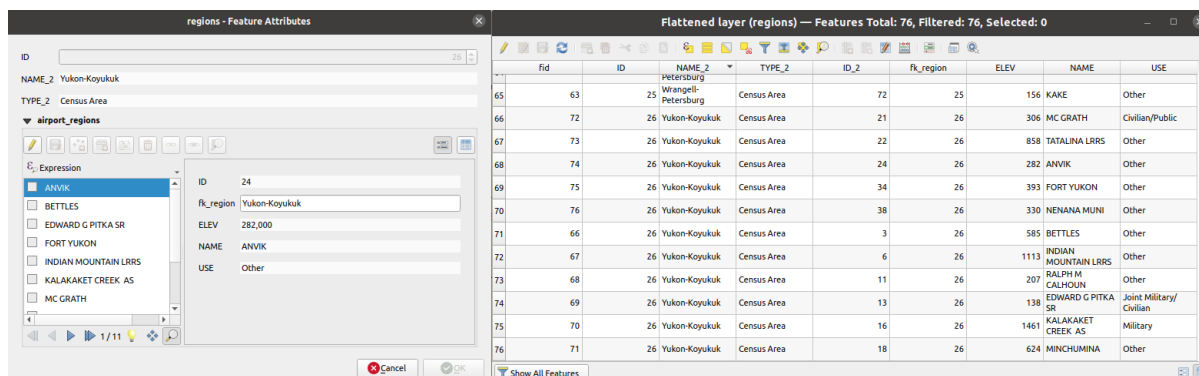 regions - Feature Attributes
ID 26
NAME_2 Yukon-Koyukuk
TYPE_2 Census Area
airport_regions
Expression
ANVIK
BETTLES
EDWARD G PITKA SR
FORT YUKON
INDIAN MOUNTAIN LRRS
KALAKAKET CREEK AS
MC GRATH
1/11
ID 24
fk_region Yukon-Koyukuk
ELEV 282,000
NAME ANVIK
USE Other
Cancel
OK
Flattened layer (regions) — Features Total: 76, Filtered: 76, Selected: 0
fid ID NAME_2 TYPE_2 ID_2 fk_region ELEV NAME USE
Petersburg
65 63 25 Wrangell-Petersburg Census Area 72 25 156 KAKE Other
66 72 26 Yukon-Koyukuk Census Area 21 26 306 MC GRATH Civilian/Public
67 73 26 Yukon-Koyukuk Census Area 22 26 858 TATALINA LRRS Other
68 74 26 Yukon-Koyukuk Census Area 24 26 282 ANVIK Other
69 75 26 Yukon-Koyukuk Census Area 34 26 393 FORT YUKON Other
70 76 26 Yukon-Koyukuk Census Area 38 26 330 NENANA MUNI Other
71 66 26 Yukon-Koyukuk Census Area 3 26 585 BETTLES Other
72 67 26 Yukon-Koyukuk Census Area 6 26 1113 INDIAN MOUNTAIN LRRS Other
73 68 26 Yukon-Koyukuk Census Area 11 26 207 RALPH M CALHOUN Other
74 69 26 Yukon-Koyukuk Census Area 13 26 138 EDWARD G PITKA SR Joint Military/Civilian
75 70 26 Yukon-Koyukuk Census Area 16 26 1461 KALAKAKET CREEK AS Military
76 71 26 Yukon-Koyukuk Census Area 18 26 624 MINCHUMINA Other
Show All Features